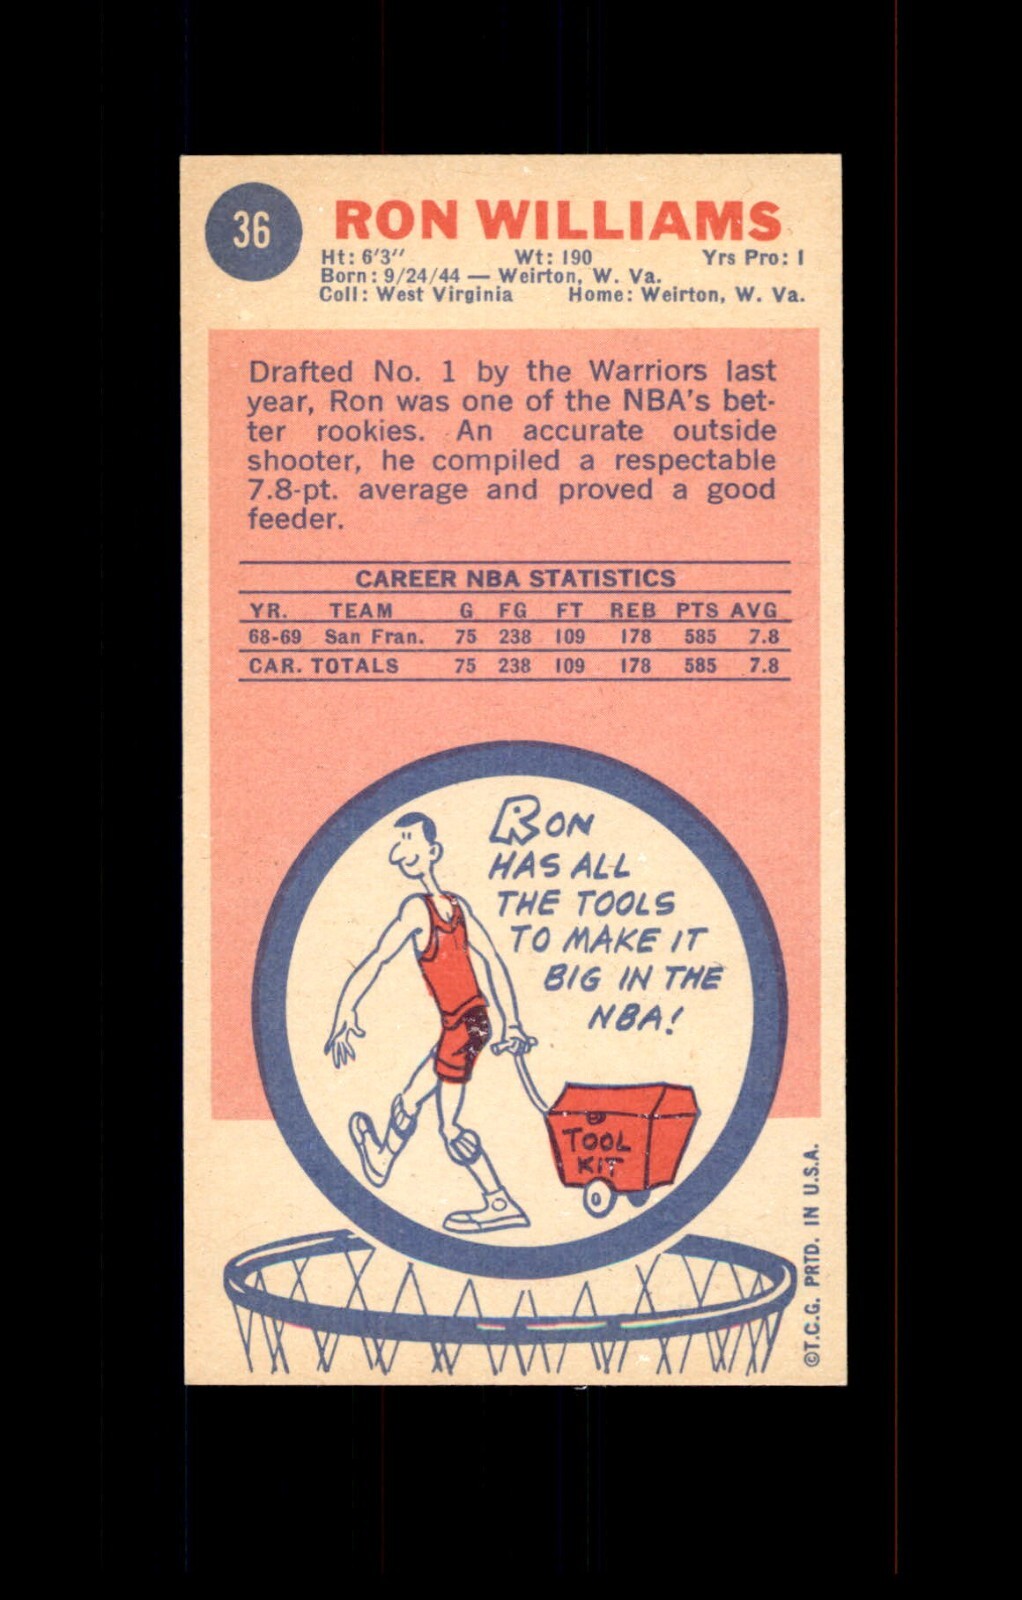 36
RON WILLIAMS
Ht: 6'3'' Wt: 190 Yrs Pro: 1
Born: 9/24/44 — Weirton, W. Va.
Coll: West Virginia Home: Weirton, W. Va.
Drafted No. 1 by the Warriors last
year, Ron was one of the NBA's bet-
ter rookies. An accurate outside
shooter, he compiled a respectable
7.8-pt. average and proved a good
feeder.
CAREER NBA STATISTICS
YR. TEAM G FG FT REB PTS AVG
68-69 San Fran. 75 238 109 178 585 7.8
CAR. TOTALS 75 238 109 178 585 7.8
RON
HAS ALL
THE TOOLS
TO MAKE IT
BIG IN THE
NBA!
TOOL
KIT
©T.C.G. PRTD. IN U.S.A.